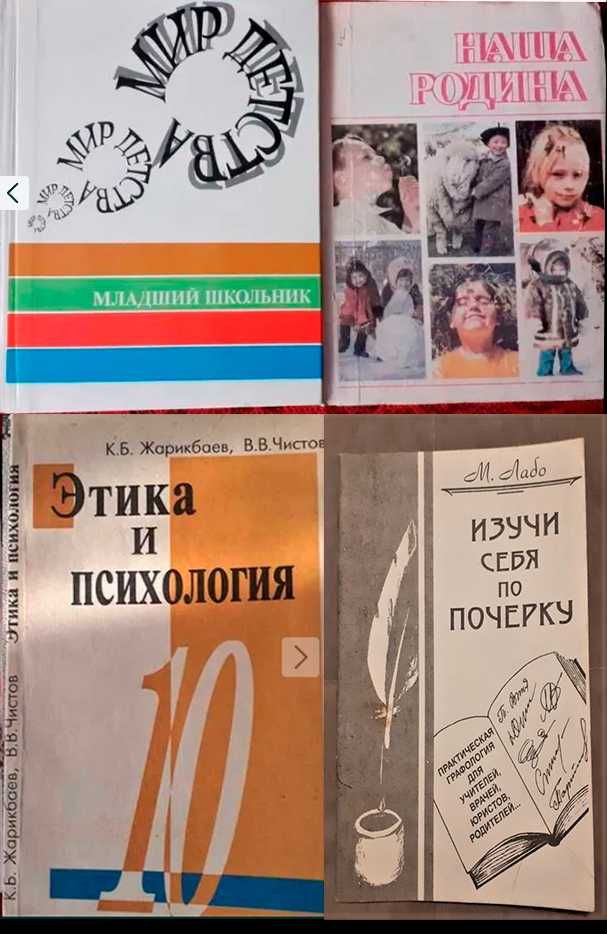 МИР ДЕТСТВА
МИР ДЕТСТВА
МИР ДЕТСТВА
МЛАДШИЙ ШКОЛЬНИК
НАША
РОДИНА
К.Б. Жарикбаев, В.В.Чистов
Этика
и
психология
10
К.Б. Жарикбаев, В.В.Чистов Этика и психология
М. Лабо
ИЗУЧИ
СЕБЯ
ПО
ПОЧЕРКУ
ПРАКТИЧЕСКАЯ
ГРАФОЛОГИЯ
ДЛЯ
УЧИТЕЛЕЙ,
ВРАЧЕЙ,
ЮРИСТОВ,
РОДИТЕЛЕЙ...